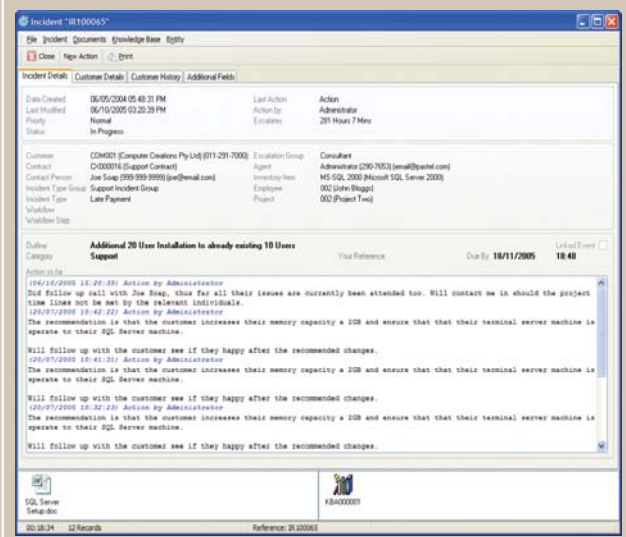 Incident "IR100065"
File Incident Documents Knowledge Base Entity
Close New Action Print
Incident Details Customer Details Customer History Additional Fields
Date Created 06/05/2004 05:48:31 PM Last Action Action
Last Modified 06/10/2005 03:20:39 PM Action by Administrator
Priority Normal Escalates 281 Hours 7 Mins
Status In Progress
Customer COM001 (Computer Creations Pty Ltd) (011-291-7000) Escalation Group Consultant
Contract CI000016 (Support Contract) Agent Administrator (290-7653) (email@pastel.com)
Contact Person Joe Soap (999-999-9999) (joe@email.com) Inventory Item MS-SQL 2000 (Microsoft SQL Server 2000)
Incident Type Group Support Incident Group Employee 002 (John Bloggs)
Incident Type Late Payment Project 002 (Project Two)
Workflow
Workflow Step
Outline Additional 20 User Installation to already existing 10 Users Linked Event
Category Support Your Reference Due By 18/11/2005 18:48
Action so far
(06/10/2005 15:20:39) Action by Administrator
Did follow up call with Joe Soap, thus far all their issues are currently been attended too. Will contact me in should the project
time lines not be met by the relevant individuals.
(20/07/2005 10:42:22) Action by Administrator
The recommendation is that the customer increases their memory capacity a 2GB and ensure that that their terminal server machine is
sperate to their SQL Server machine.
Will follow up with the customer see if they happy after the recommended changes.
(20/07/2005 10:41:31) Action by Administrator
The recommendation is that the customer increases their memory capacity a 2GB and ensure that that their terminal server machine is
sperate to their SQL Server machine.
Will follow up with the customer see if they happy after the recommended changes.
(20/07/2005 10:32:23) Action by Administrator
The recommendation is that the customer increases their memory capacity a 2GB and ensure that that their terminal server machine is
sperate to their SQL Server machine.
Will follow up with the customer see if they happy after the recommended changes.
SQL Server
Setup.doc
KBA000001
00:18:34 12 Records Reference: IR100065